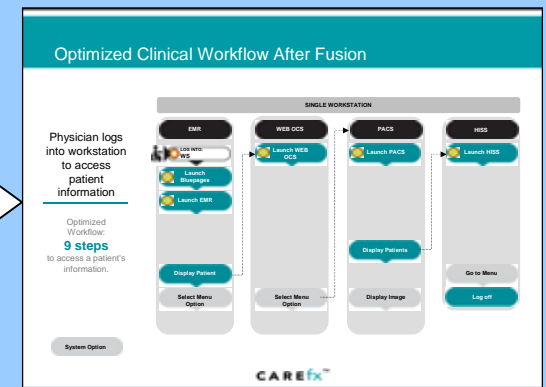 Optimized Clinical Workflow After Fusion
SINGLE WORKSTATION
Physician logs
into workstation
to access
patient
information
Optimized
Workflow:
9 steps
to access a patient's
information.
System Option
EMR
LOG INTO:
WS
Launch
Bluepages
Launch EMR
Display Patient
Select Menu
Option
WEB OCS
Launch WEB
OCS
Select Menu
Option
PACS
Launch PACS
Display Patients
Display Image
HISS
Launch HISS
Go to Menu
Log off
CAREfx™